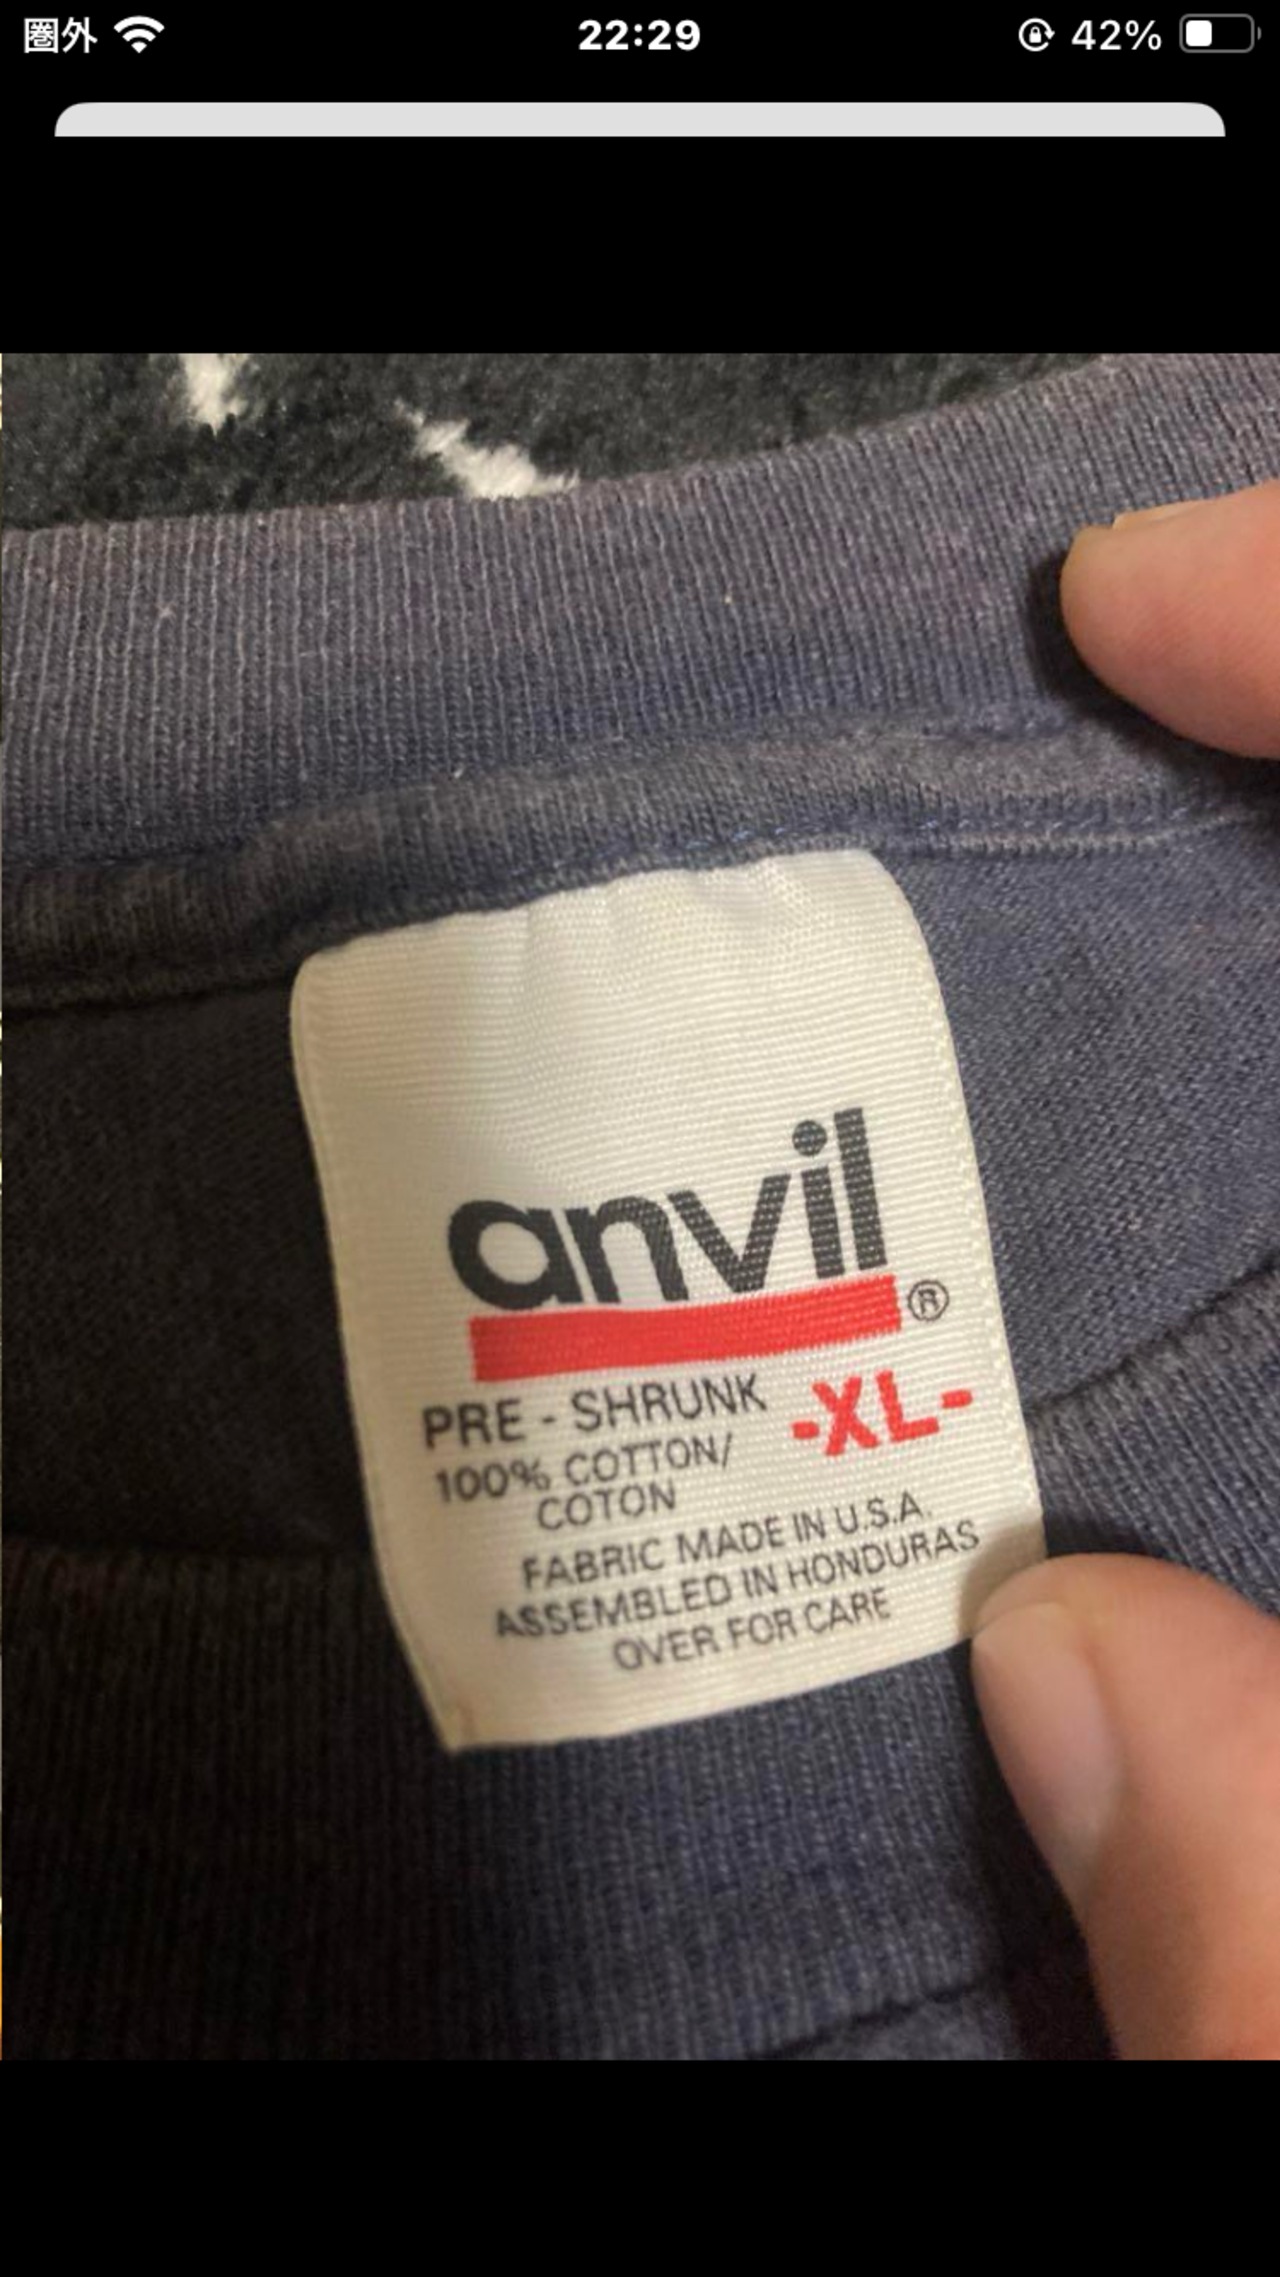 圏外 22:29 42%
anvil®
PRE - SHRUNK -XL-
100% COTTON/
COTON
FABRIC MADE IN U.S.A.
ASSEMBLED IN HONDURAS
OVER FOR CARE